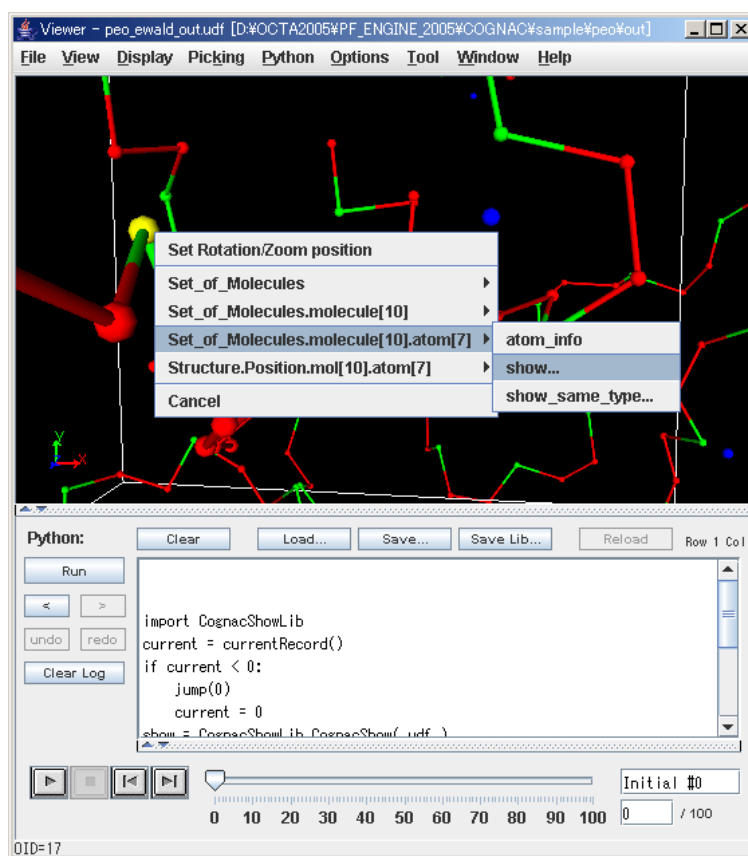 Viewer - peo_ewald_out.udf [D:¥OCTA2005¥PF_ENGINE_2005¥COGNAC¥sample¥peo¥out]
File View Display Picking Python Options Tool Window Help
Set Rotation/Zoom position
Set_of_Molecules
Set_of_Molecules.molecule[10]
Set_of_Molecules.molecule[10].atom[7]
Structure.Position.mol[10].atom[7]
Cancel
atom_info
show...
show_same_type...
Y
X
Python: Clear Load... Save... Save Lib... Reload Row 1 Col
Run
< >
undo redo
Clear Log
import CognacShowLib
current = currentRecord()
if current < 0:
jump(0)
current = 0
show = CognacShowLib.CognacShow(_udf_)
Initial #0
0 10 20 30 40 50 60 70 80 90 100
0 / 100
OID=17